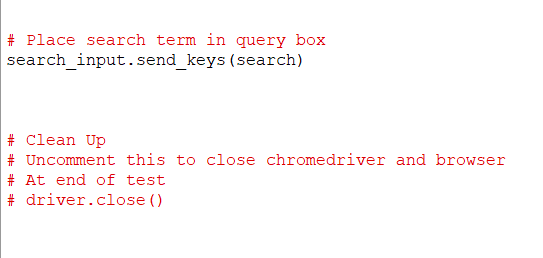 # Place search term in query box
search_input.send_keys(search)
# Clean Up
# Uncomment this to close chromedriver and browser
# At end of test
# driver.close()